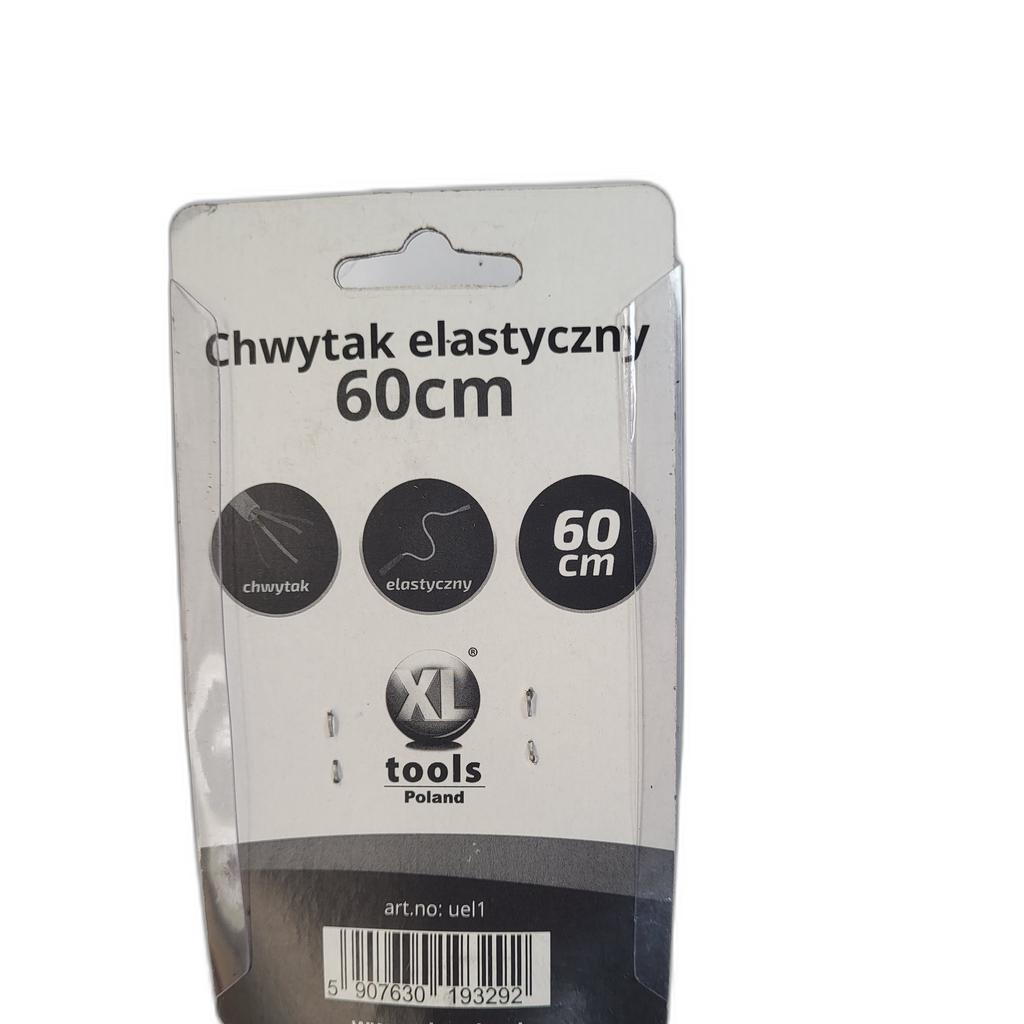 Chwytak elastyczny
60cm
chwytak
elastyczny
60
cm
XL
®
tools
Poland
art.no: uel1
5 907630 193292